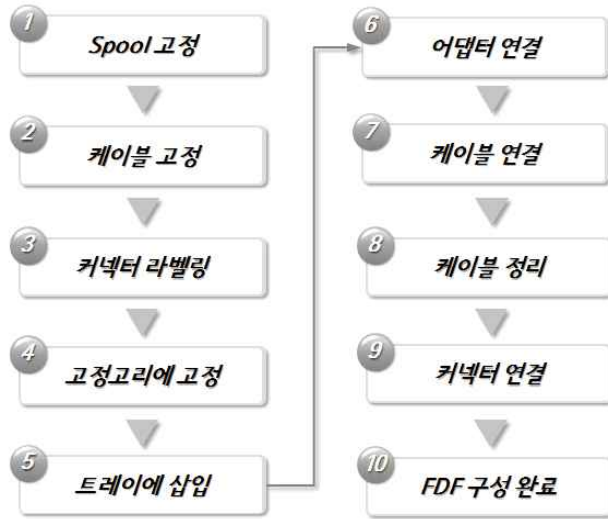 1
Spool 고정
2
케이블 고정
3
커넥터 라벨링
4
고정고리에 고정
5
트레이에 삽입
6
어댑터 연결
7
케이블 연결
8
케이블 정리
9
커넥터 연결
10
FDF 구성 완료